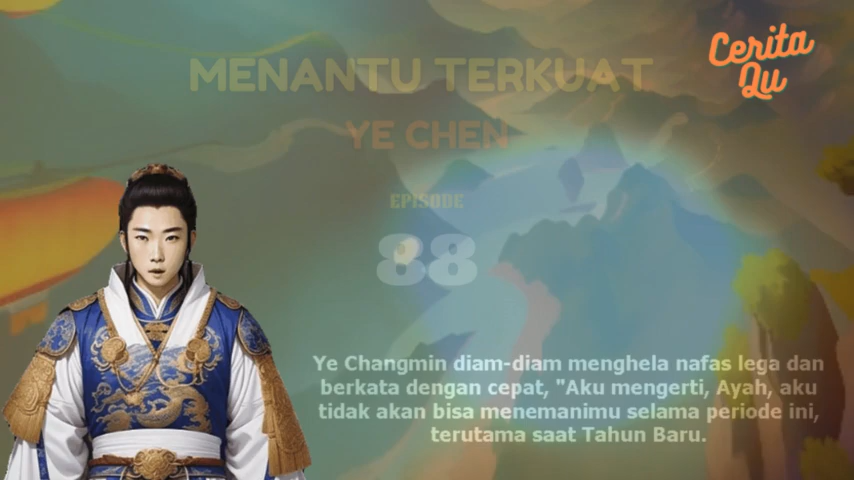 Cerita
Qu
MENANTU TERKUAT
YE CHEN
EPISODE
88
Ye Changmin diam-diam menghela nafas lega dan
berkata dengan cepat, "Aku mengerti, Ayah, aku
tidak akan bisa menemanimu selama periode ini,
terutama saat Tahun Baru.